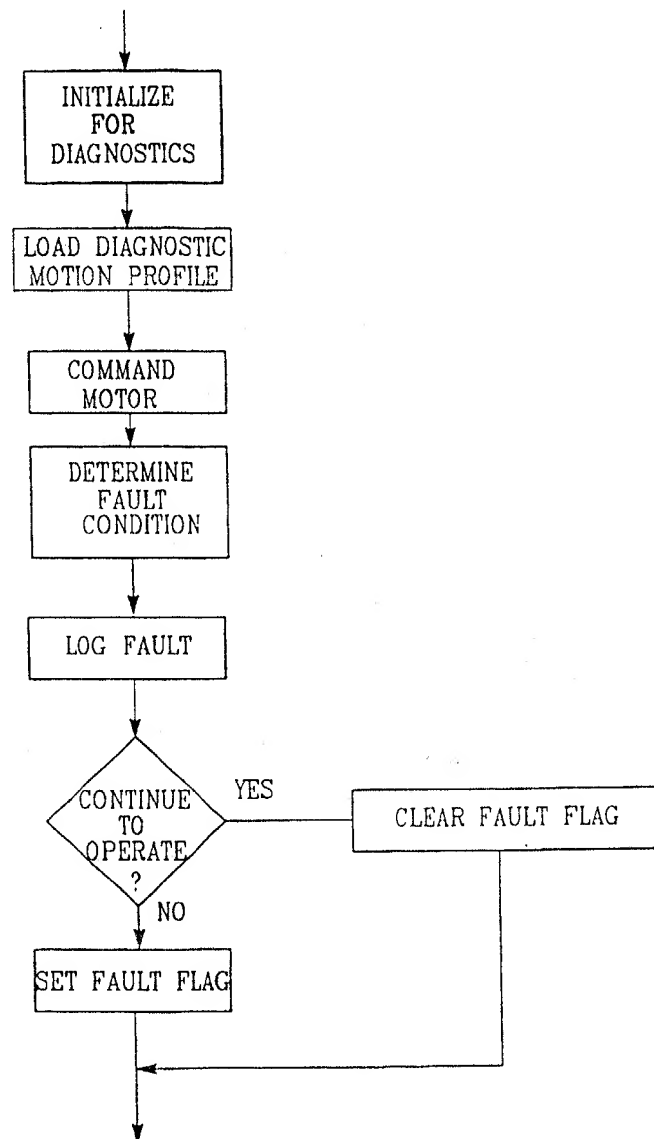 INITIALIZE
FOR
DIAGNOSTICS
LOAD DIAGNOSTIC
MOTION PROFILE
COMMAND
MOTOR
DETERMINE
FAULT
CONDITION
LOG FAULT
CONTINUE
TO
OPERATE
?
YES
CLEAR FAULT FLAG
NO
SET FAULT FLAG